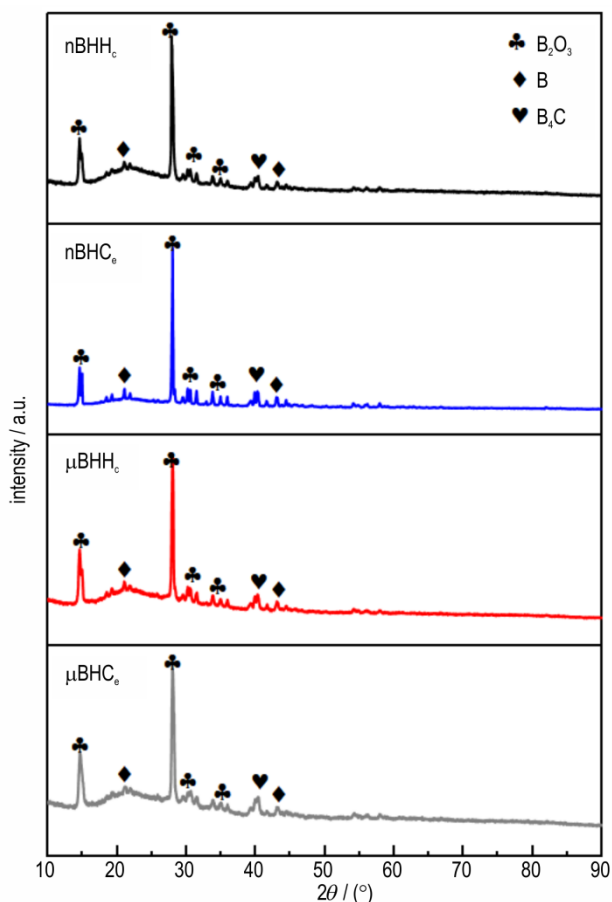 nBHHc
♣ B₂O₃
♦ B
♥ B₄C
nBHCe
μBHHc
μBHCe
intensity / a.u.
10 20 30 40 50 60 70 80 90
2θ / (°)